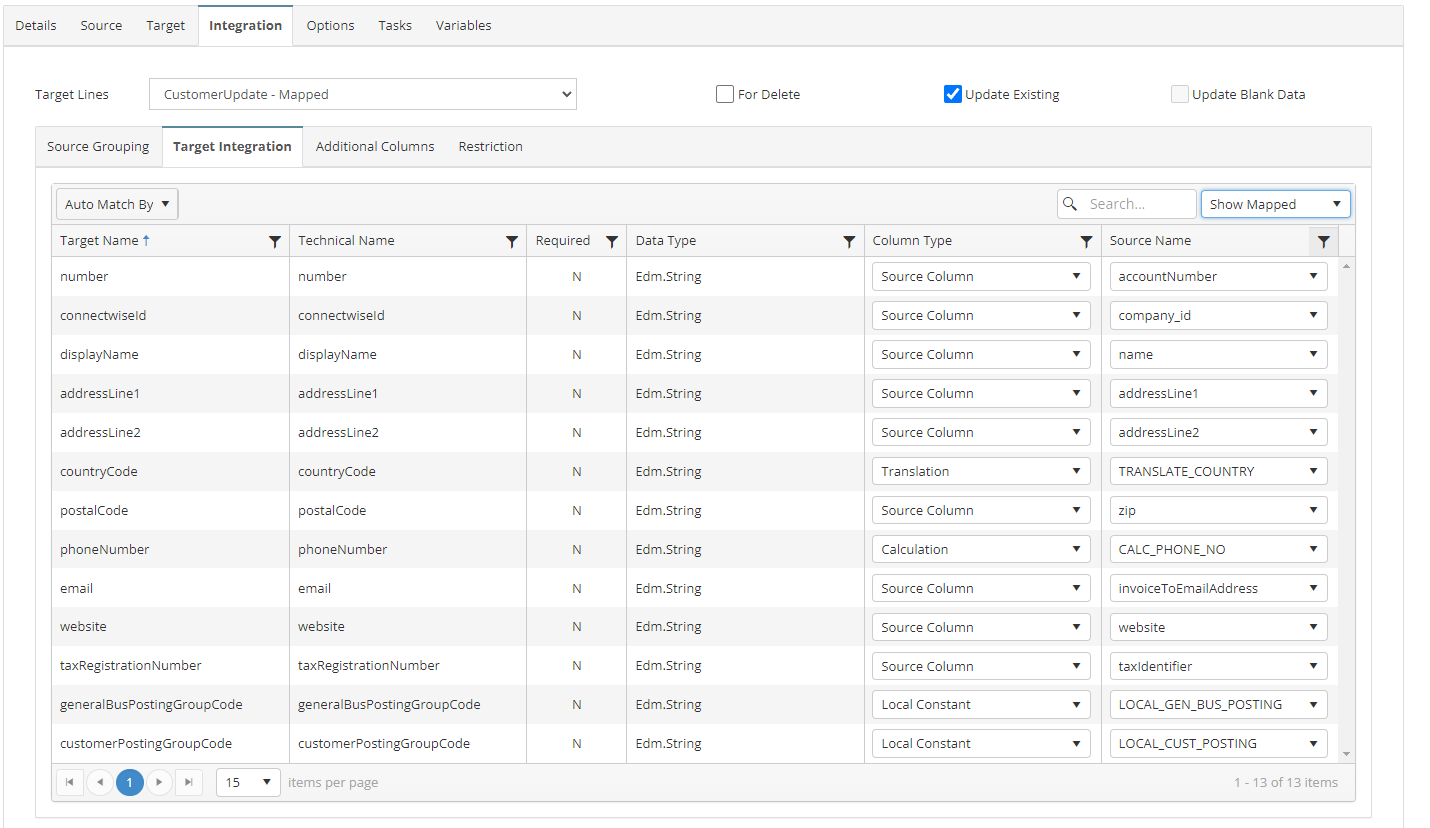 Details Source Target Integration Options Tasks Variables
Target Lines CustomerUpdate - Mapped For Delete Update Existing Update Blank Data
Source Grouping Target Integration Additional Columns Restriction
Auto Match By Search... Show Mapped
Target Name Technical Name Required Data Type Column Type Source Name
number number N Edm.String Source Column accountNumber
connectwiseId connectwiseId N Edm.String Source Column company_id
displayName displayName N Edm.String Source Column name
addressLine1 addressLine1 N Edm.String Source Column addressLine1
addressLine2 addressLine2 N Edm.String Source Column addressLine2
countryCode countryCode N Edm.String Translation TRANSLATE_COUNTRY
postalCode postalCode N Edm.String Source Column zip
phoneNumber phoneNumber N Edm.String Calculation CALC_PHONE_NO
email email N Edm.String Source Column invoiceToEmailAddress
website website N Edm.String Source Column website
taxRegistrationNumber taxRegistrationNumber N Edm.String Source Column taxIdentifier
generalBusPostingGroupCode generalBusPostingGroupCode N Edm.String Local Constant LOCAL_GEN_BUS_POSTING
customerPostingGroupCode customerPostingGroupCode N Edm.String Local Constant LOCAL_CUST_POSTING
1 15 items per page 1 - 13 of 13 items